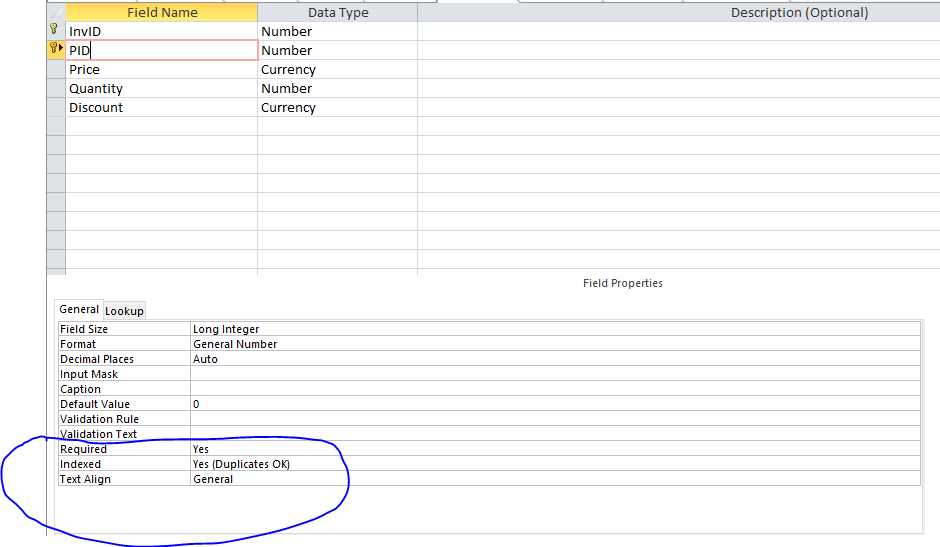 Field Name Data Type Description (Optional)
InvID Number
PID Number
Price Currency
Quantity Number
Discount Currency
Field Properties
General Lookup
Field Size Long Integer
Format General Number
Decimal Places Auto
Input Mask
Caption
Default Value 0
Validation Rule
Validation Text
Required Yes
Indexed Yes (Duplicates OK)
Text Align General